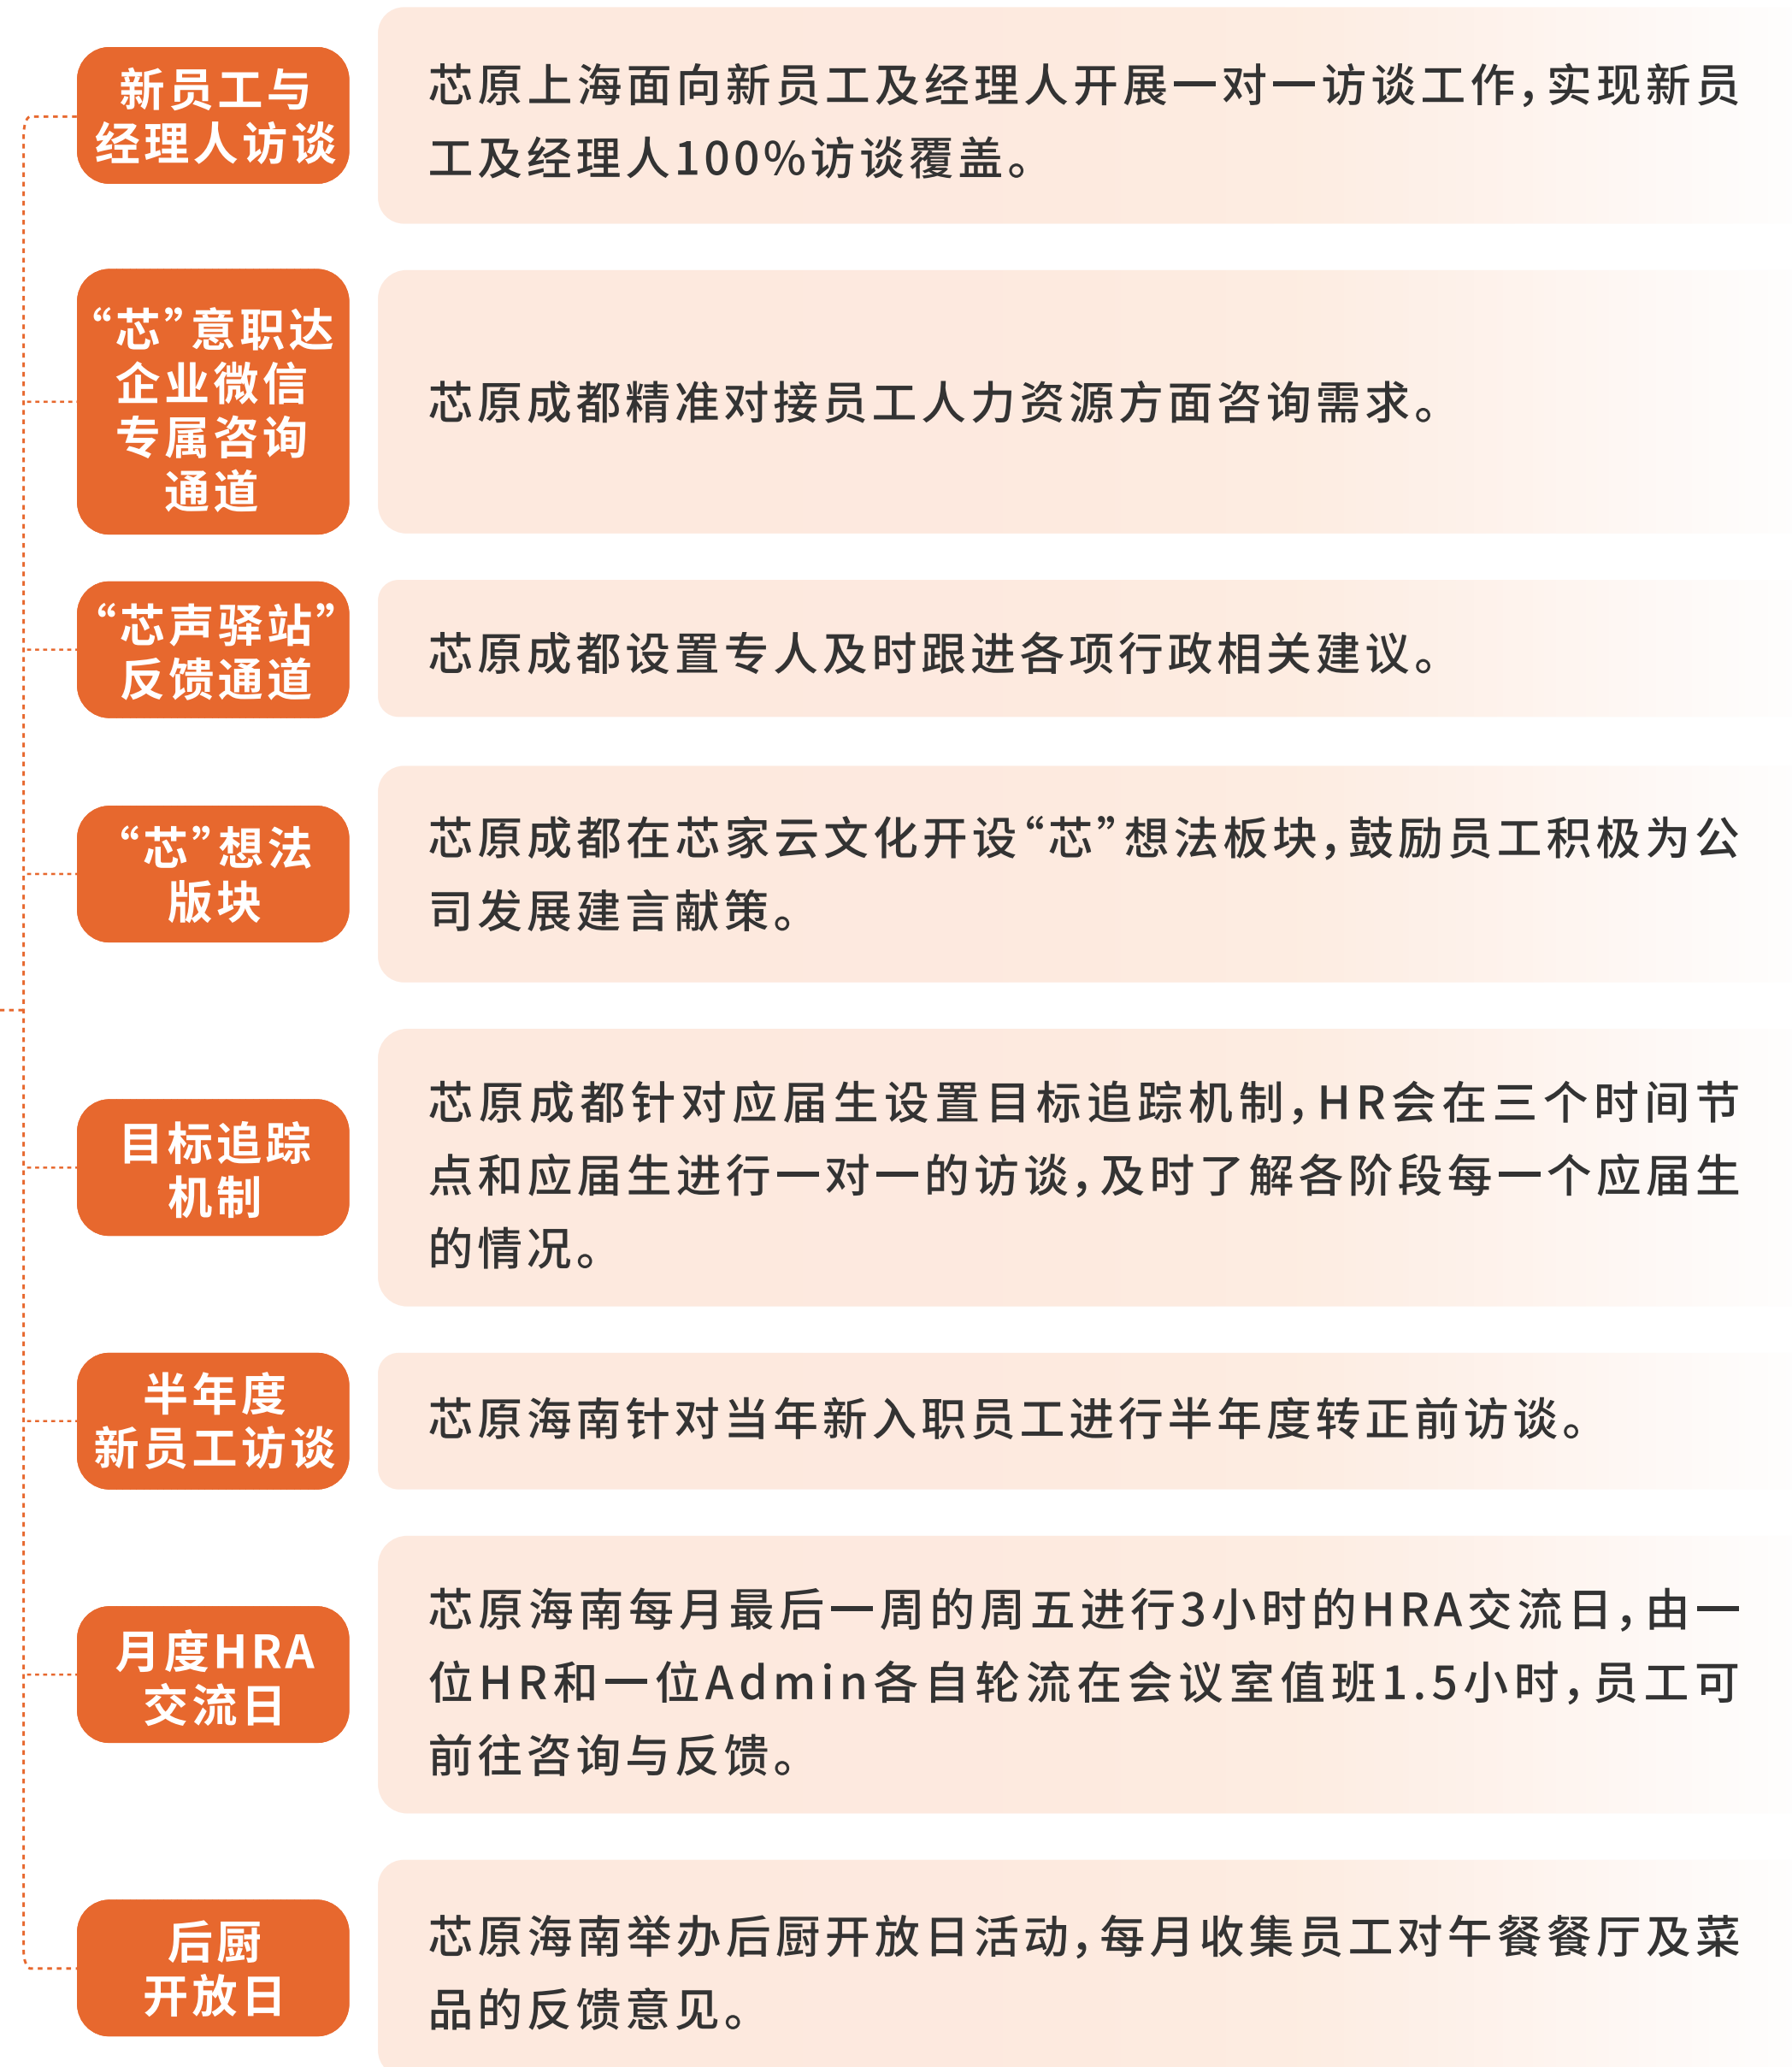 新员工与
经理人访谈
芯原上海面向新员工及经理人开展一对一访谈工作，实现新员
工及经理人100%访谈覆盖。
“芯”意职达
企业微信
专属咨询
通道
芯原成都精准对接员工人力资源方面咨询需求。
“芯声驿站”
反馈通道
芯原成都设置专人及时跟进各项行政相关建议。
“芯”想法
版块
芯原成都在芯家云文化开设“芯”想法板块，鼓励员工积极为公
司发展建言献策。
目标追踪
机制
芯原成都针对应届生设置目标追踪机制，HR会在三个时间节
点和应届生进行一对一的访谈，及时了解各阶段每一个应届生
的情况。
半年度
新员工访谈
芯原海南针对当年新入职员工进行半年度转正前访谈。
月度HRA
交流日
芯原海南每月最后一周的周五进行3小时的HRA交流日，由一
位HR和一位Admin各自轮流在会议室值班1.5小时，员工可
前往咨询与反馈。
后厨
开放日
芯原海南举办后厨开放日活动，每月收集员工对午餐餐厅及菜
品的反馈意见。